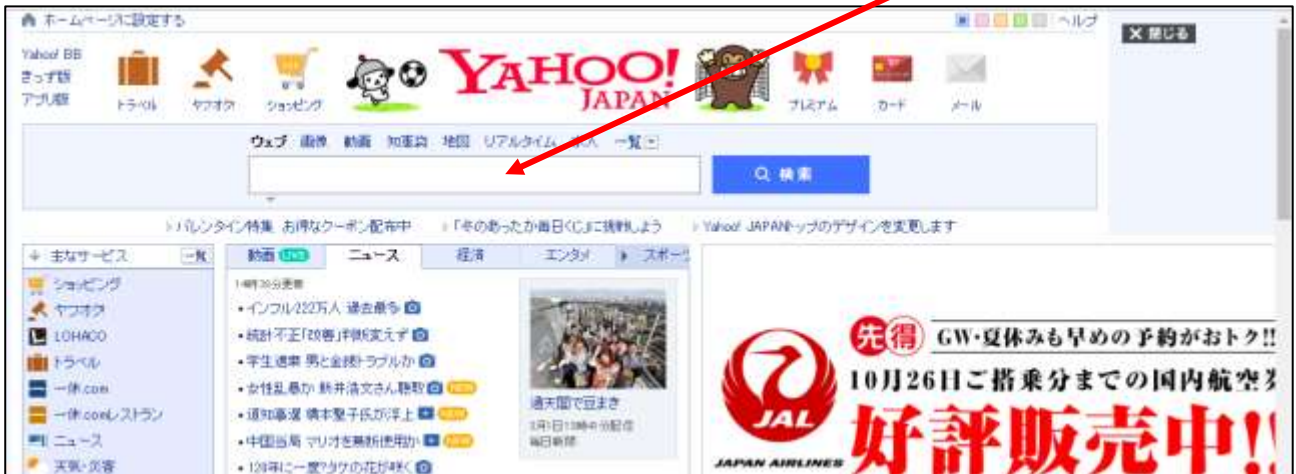 ホームページに設定する
ヘルプ
× 閉じる
Yahoo! BB
きっず版
アプリ版
トラベル
ヤフオク
ショッピング
YAHOO!
JAPAN
プレミアム
カード
メール
ウェブ 画像 動画 知恵袋 地図 リアルタイム 求人 一覧
検索
バレンタイン特集 お得なクーポン配布中
「冬のあったか毎日くじ」に挑戦しよう
Yahoo! JAPANトップのデザインを変更します
主なサービス 一覧
動画 LIVE ニュース 経済 エンタメ スポーツ
ショッピング
ヤフオク
LOHACO
トラベル
一休.com
一休.comレストラン
ニュース
天気・災害
14時39分更新
・インフル222万人 過去最多
・統計不正「改善」判断変えず
・学生遺棄 男と金銭トラブルか
・女性乱暴か 新井浩文さん聴取 NEW
・道知事選 橋本聖子氏が浮上 NEW
・中国当局 マリオを無断使用か NEW
・120年に一度?タケの花が咲く
通天閣で豆まき
毎日新聞
JAL
JAPAN AIRLINES
先得 GW・夏休みも早めの予約がおトク!!
10月26日ご搭乗分までの国内航空券
好評販売中!!